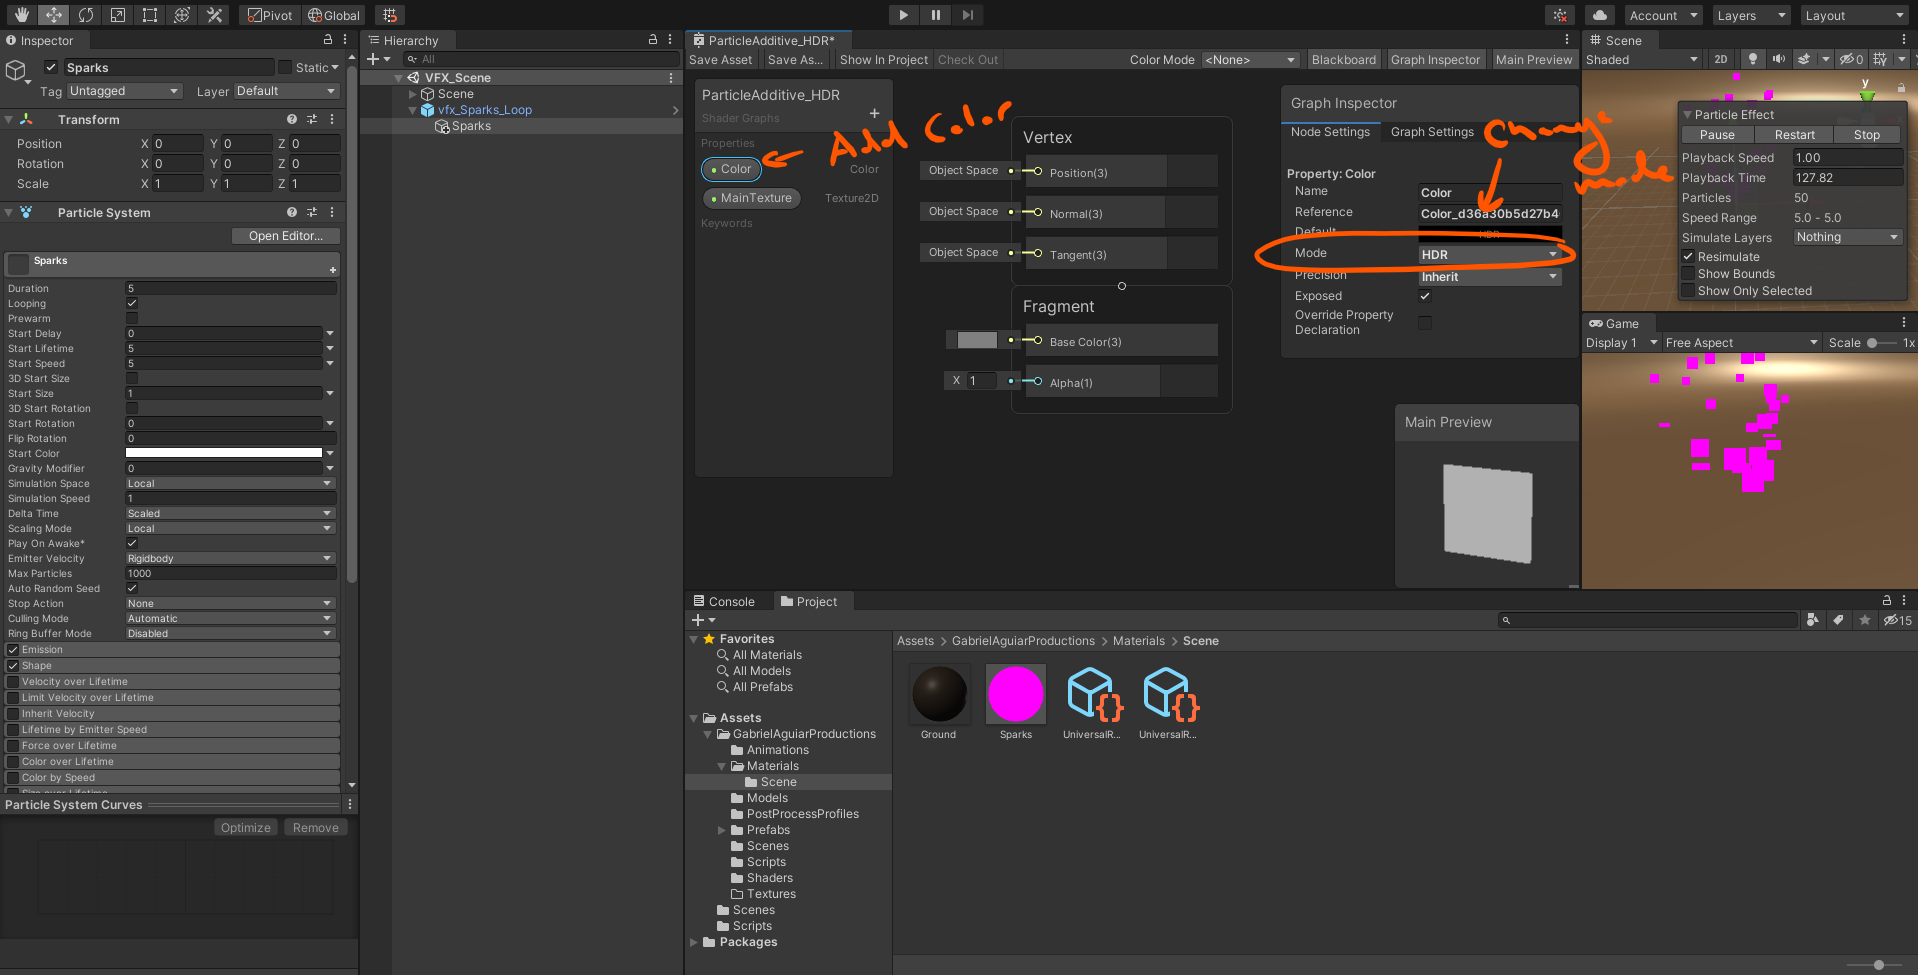 Pivot Global Account Layers Layout
Inspector
Sparks Static
Tag Untagged Layer Default
Transform
Position X 0 Y 0 Z 0
Rotation X 0 Y 0 Z 0
Scale X 1 Y 1 Z 1
Particle System
Open Editor...
Sparks
Duration 5
Looping
Prewarm
Start Delay 0
Start Lifetime 5
Start Speed 5
3D Start Size
Start Size 1
3D Start Rotation
Start Rotation 0
Flip Rotation 0
Start Color
Gravity Modifier 0
Simulation Space Local
Simulation Speed 1
Delta Time Scaled
Scaling Mode Local
Play On Awake*
Emitter Velocity Rigidbody
Max Particles 1000
Auto Random Seed
Stop Action None
Culling Mode Automatic
Ring Buffer Mode Disabled
Emission
Shape
Velocity over Lifetime
Limit Velocity over Lifetime
Inherit Velocity
Lifetime by Emitter Speed
Force over Lifetime
Color over Lifetime
Color by Speed
Size over Lifetime
Particle System Curves
Optimize Remove
Hierarchy
All
VFX_Scene
Scene
vfx_Sparks_Loop
Sparks
ParticleAdditive_HDR*
Save Asset Save As... Show In Project Check Out Color Mode <None> Blackboard Graph Inspector Main Preview
ParticleAdditive_HDR
Shader Graphs
Properties
Color Color
MainTexture Texture2D
Keywords
Add Color
Vertex
Object Space Position(3)
Object Space Normal(3)
Object Space Tangent(3)
Fragment
Base Color(3)
X 1 Alpha(1)
Graph Inspector
Node Settings Graph Settings
Change
mode
Property: Color
Name Color
Reference Color_d36a30b5d27b4
Default HDR
Mode HDR
Precision Inherit
Exposed
Override Property
Declaration
Main Preview
Scene
Shaded 2D 0
y
Particle Effect
Pause Restart Stop
Playback Speed 1.00
Playback Time 127.82
Particles 50
Speed Range 5.0 - 5.0
Simulate Layers Nothing
Resimulate
Show Bounds
Show Only Selected
Game
Display 1 Free Aspect Scale 1x
Console Project
15
Favorites
All Materials
All Models
All Prefabs
Assets
GabrielAguiarProductions
Animations
Materials
Scene
Models
PostProcessProfiles
Prefabs
Scenes
Scripts
Shaders
Textures
Scenes
Scripts
Packages
Assets > GabrielAguiarProductions > Materials > Scene
Ground Sparks UniversalR... UniversalR...